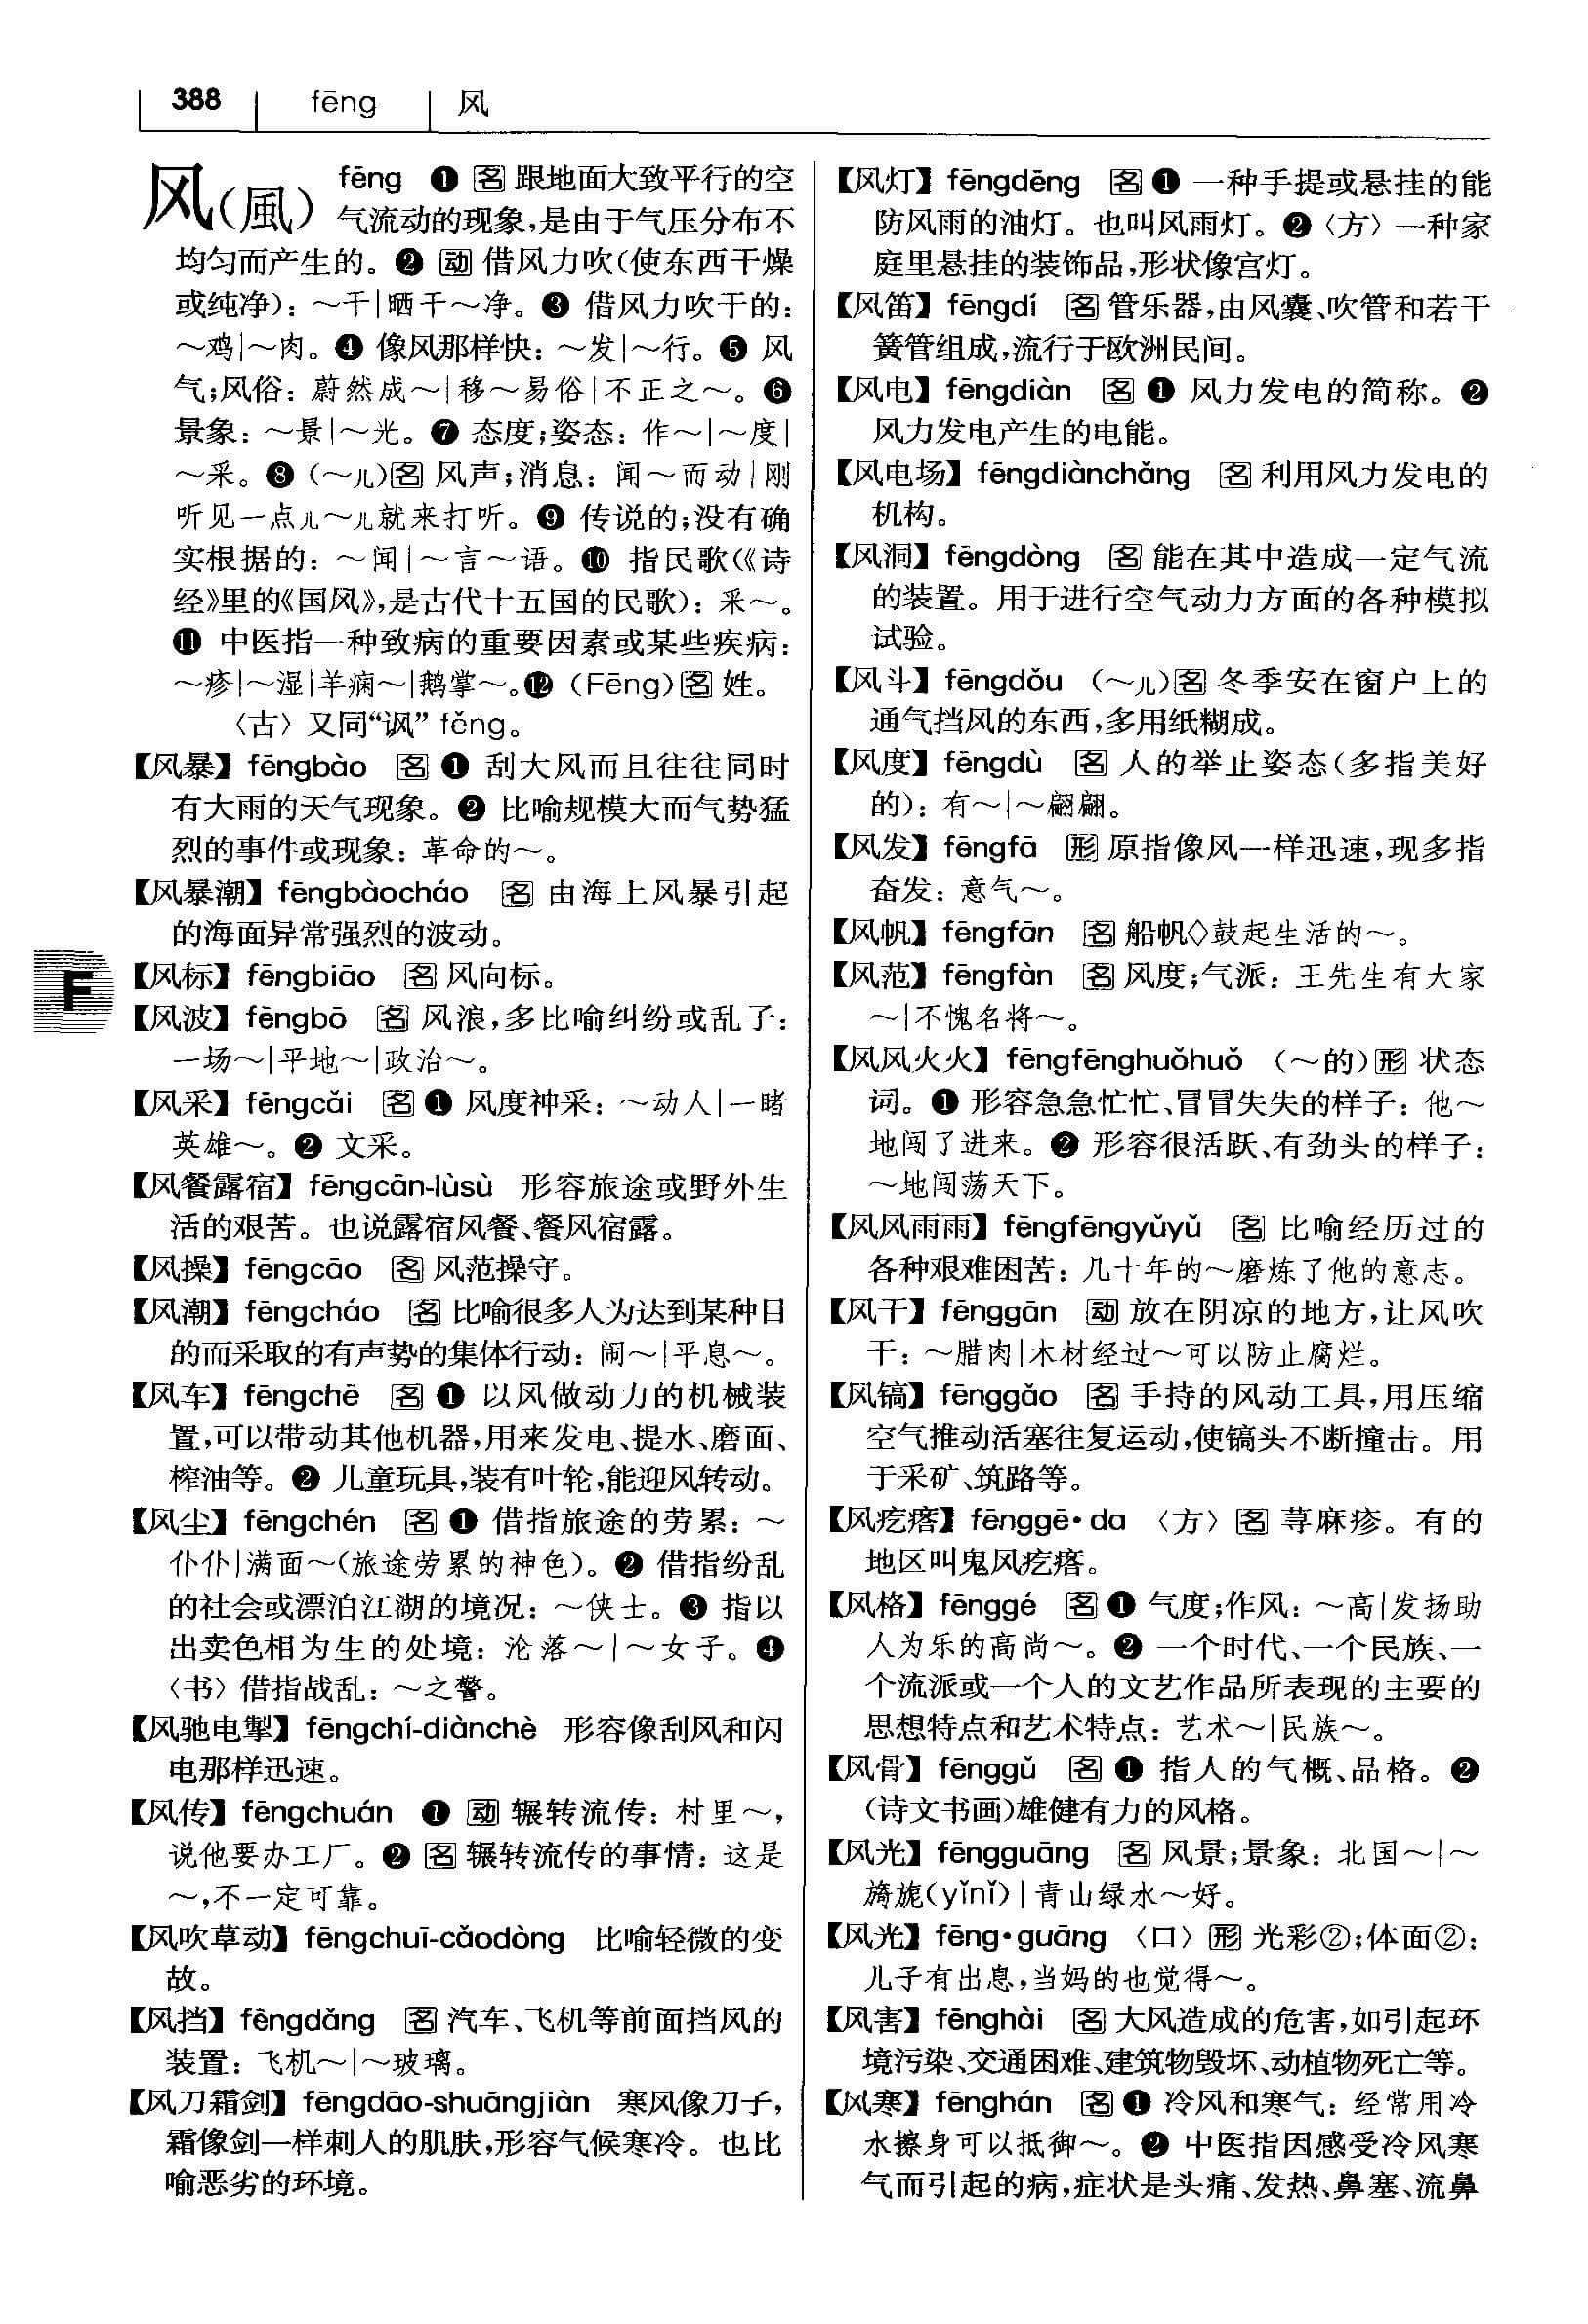 388 fēng 风
风(風) fēng ❶ 名 跟地面大致平行的空
气流动的现象,是由于气压分布不
均匀而产生的。❷ 动 借风力吹(使东西干燥
或纯净):~干|晒干~净。❸ 借风力吹干的:
~鸡|~肉。❹ 像风那样快:~发|~行。❺ 风
气;风俗:蔚然成~|移~易俗|不正之~。❻
景象:~景|~光。❼ 态度;姿态:作~|~度|
~采。❽ (~儿)名 风声;消息:闻~而动|刚
听见一点儿~儿就来打听。❾ 传说的;没有确
实根据的:~闻|~言~语。❿ 指民歌(《诗
经》里的《国风》,是古代十五国的民歌):采~。
⓫ 中医指一种致病的重要因素或某些疾病:
~疹|~湿|羊痫~|鹅掌~。⓬ (Fēng)名 姓。
〈古〉又同“讽” fěng。
【风暴】fēngbào 名 ❶ 刮大风而且往往同时
有大雨的天气现象。❷ 比喻规模大而气势猛
烈的事件或现象:革命的~。
【风暴潮】fēngbàocháo 名 由海上风暴引起
的海面异常强烈的波动。
F
【风标】fēngbiāo 名 风向标。
【风波】fēngbō 名 风浪,多比喻纠纷或乱子:
一场~|平地~|政治~。
【风采】fēngcǎi 名 ❶ 风度神采:~动人|一睹
英雄~。❷ 文采。
【风餐露宿】fēngcān-lùsù 形容旅途或野外生
活的艰苦。也说露宿风餐、餐风宿露。
【风操】fēngcāo 名 风范操守。
【风潮】fēngcháo 名 比喻很多人为达到某种目
的而采取的有声势的集体行动:闹~|平息~。
【风车】fēngchē 名 ❶ 以风做动力的机械装
置,可以带动其他机器,用来发电、提水、磨面、
榨油等。❷ 儿童玩具,装有叶轮,能迎风转动。
【风尘】fēngchén 名 ❶ 借指旅途的劳累:~
仆仆|满面~(旅途劳累的神色)。❷ 借指纷乱
的社会或漂泊江湖的境况:~侠士。❸ 指以
出卖色相为生的处境:沦落~|~女子。❹
〈书〉借指战乱:~之警。
【风驰电掣】fēngchí-diànchè 形容像刮风和闪
电那样迅速。
【风传】fēngchuán ❶ 动 辗转流传:村里~,
说他要办工厂。❷ 名 辗转流传的事情:这是
~,不一定可靠。
【风吹草动】fēngchuī-cǎodòng 比喻轻微的变
故。
【风挡】fēngdǎng 名 汽车、飞机等前面挡风的
装置:飞机~|~玻璃。
【风刀霜剑】fēngdāo-shuāngjiàn 寒风像刀子,
霜像剑一样刺人的肌肤,形容气候寒冷。也比
喻恶劣的环境。
【风灯】fēngdēng 名 ❶ 一种手提或悬挂的能
防风雨的油灯。也叫风雨灯。❷〈方〉一种家
庭里悬挂的装饰品,形状像宫灯。
【风笛】fēngdí 名 管乐器,由风囊、吹管和若干
簧管组成,流行于欧洲民间。
【风电】fēngdiàn 名 ❶ 风力发电的简称。❷
风力发电产生的电能。
【风电场】fēngdiànchǎng 名 利用风力发电的
机构。
【风洞】fēngdòng 名 能在其中造成一定气流
的装置。用于进行空气动力方面的各种模拟
试验。
【风斗】fēngdǒu (~儿)名 冬季安在窗户上的
通气挡风的东西,多用纸糊成。
【风度】fēngdù 名 人的举止姿态(多指美好
的):有~|~翩翩。
【风发】fēngfā 形 原指像风一样迅速,现多指
奋发:意气~。
【风帆】fēngfān 名 船帆◇鼓起生活的~。
【风范】fēngfàn 名 风度;气派:王先生有大家
~|不愧名将~。
【风风火火】fēngfēnghuǒhuǒ (~的)形 状态
词。❶ 形容急急忙忙、冒冒失失的样子:他~
地闯了进来。❷ 形容很活跃、有劲头的样子:
~地闯荡天下。
【风风雨雨】fēngfēngyǔyǔ 名 比喻经历过的
各种艰难困苦:几十年的~磨炼了他的意志。
【风干】fēnggān 动 放在阴凉的地方,让风吹
干:~腊肉|木材经过~可以防止腐烂。
【风镐】fēnggǎo 名 手持的风动工具,用压缩
空气推动活塞往复运动,使镐头不断撞击。用
于采矿、筑路等。
【风疙瘩】fēnggē•da 〈方〉名 荨麻疹。有的
地区叫鬼风疙瘩。
【风格】fēnggé 名 ❶ 气度;作风:~高|发扬助
人为乐的高尚~。❷ 一个时代、一个民族、一
个流派或一个人的文艺作品所表现的主要的
思想特点和艺术特点:艺术~|民族~。
【风骨】fēnggǔ 名 ❶ 指人的气概、品格。❷
(诗文书画)雄健有力的风格。
【风光】fēngguāng 名 风景;景象:北国~|~
旖旎(yǐnǐ)|青山绿水~好。
【风光】fēng•guāng 〈口〉形 光彩②;体面②:
儿子有出息,当妈的也觉得~。
【风害】fēnghài 名 大风造成的危害,如引起环
境污染、交通困难、建筑物毁坏、动植物死亡等。
【风寒】fēnghán 名 ❶ 冷风和寒气:经常用冷
水擦身可以抵御~。❷ 中医指因感受冷风寒
气而引起的病,症状是头痛、发热、鼻塞、流鼻